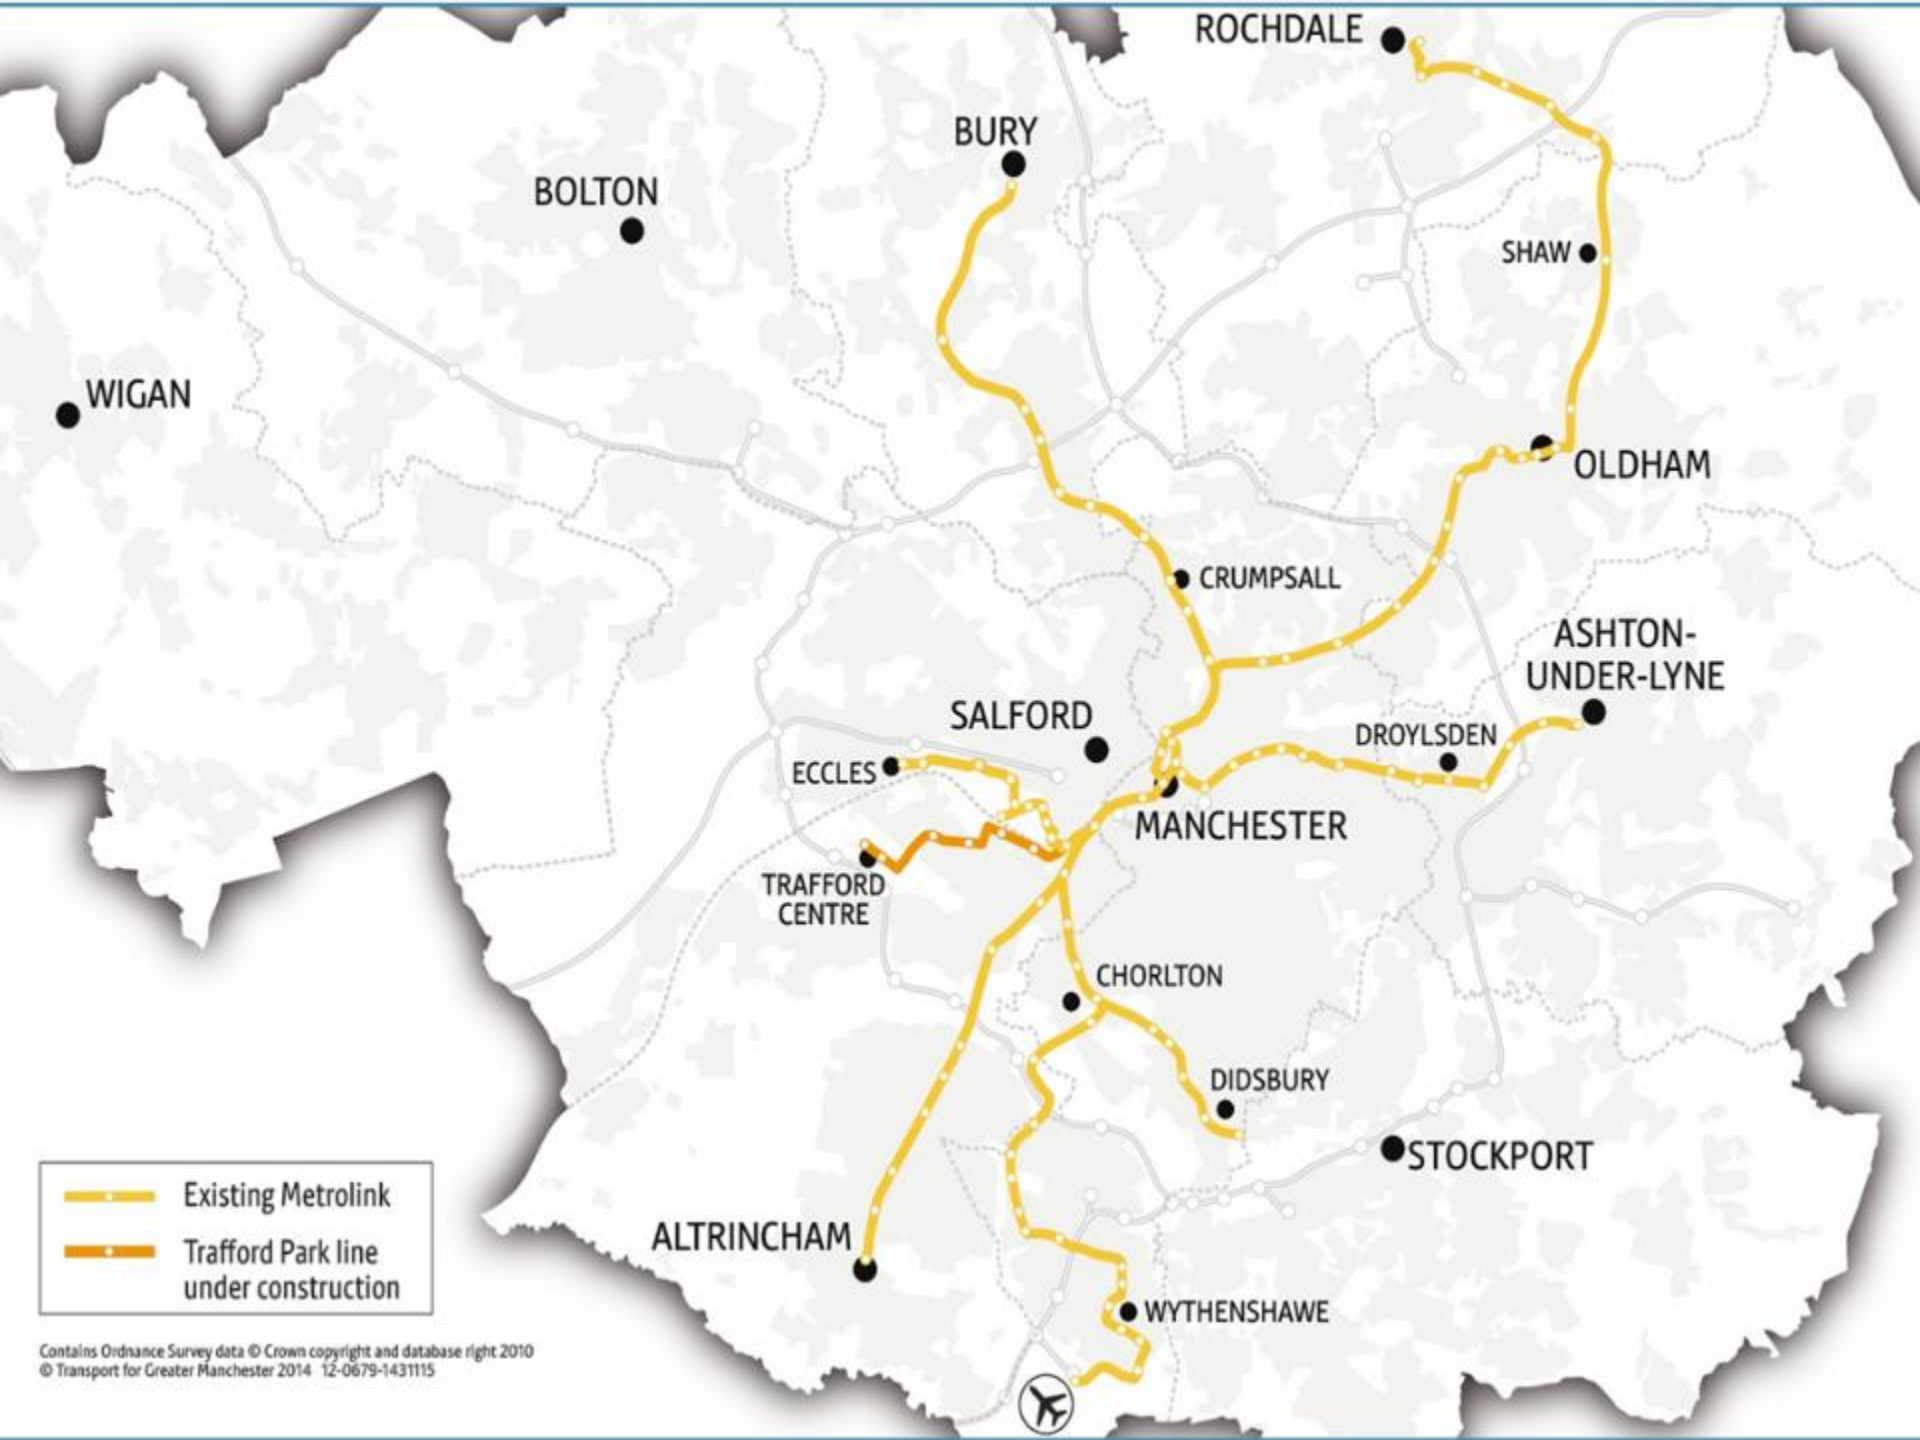 ROCHDALE
BURY
BOLTON
SHAW
WIGAN
OLDHAM
CRUMPSALL
ASHTON-
UNDER-LYNE
SALFORD
DROYLSDEN
ECCLES
MANCHESTER
TRAFFORD
CENTRE
CHORLTON
DIDSBURY
STOCKPORT
ALTRINCHAM
WYTHENSHAWE
Existing Metrolink
Trafford Park line
under construction
Contains Ordnance Survey data © Crown copyright and database right 2010
© Transport for Greater Manchester 2014 12-0679-1431115